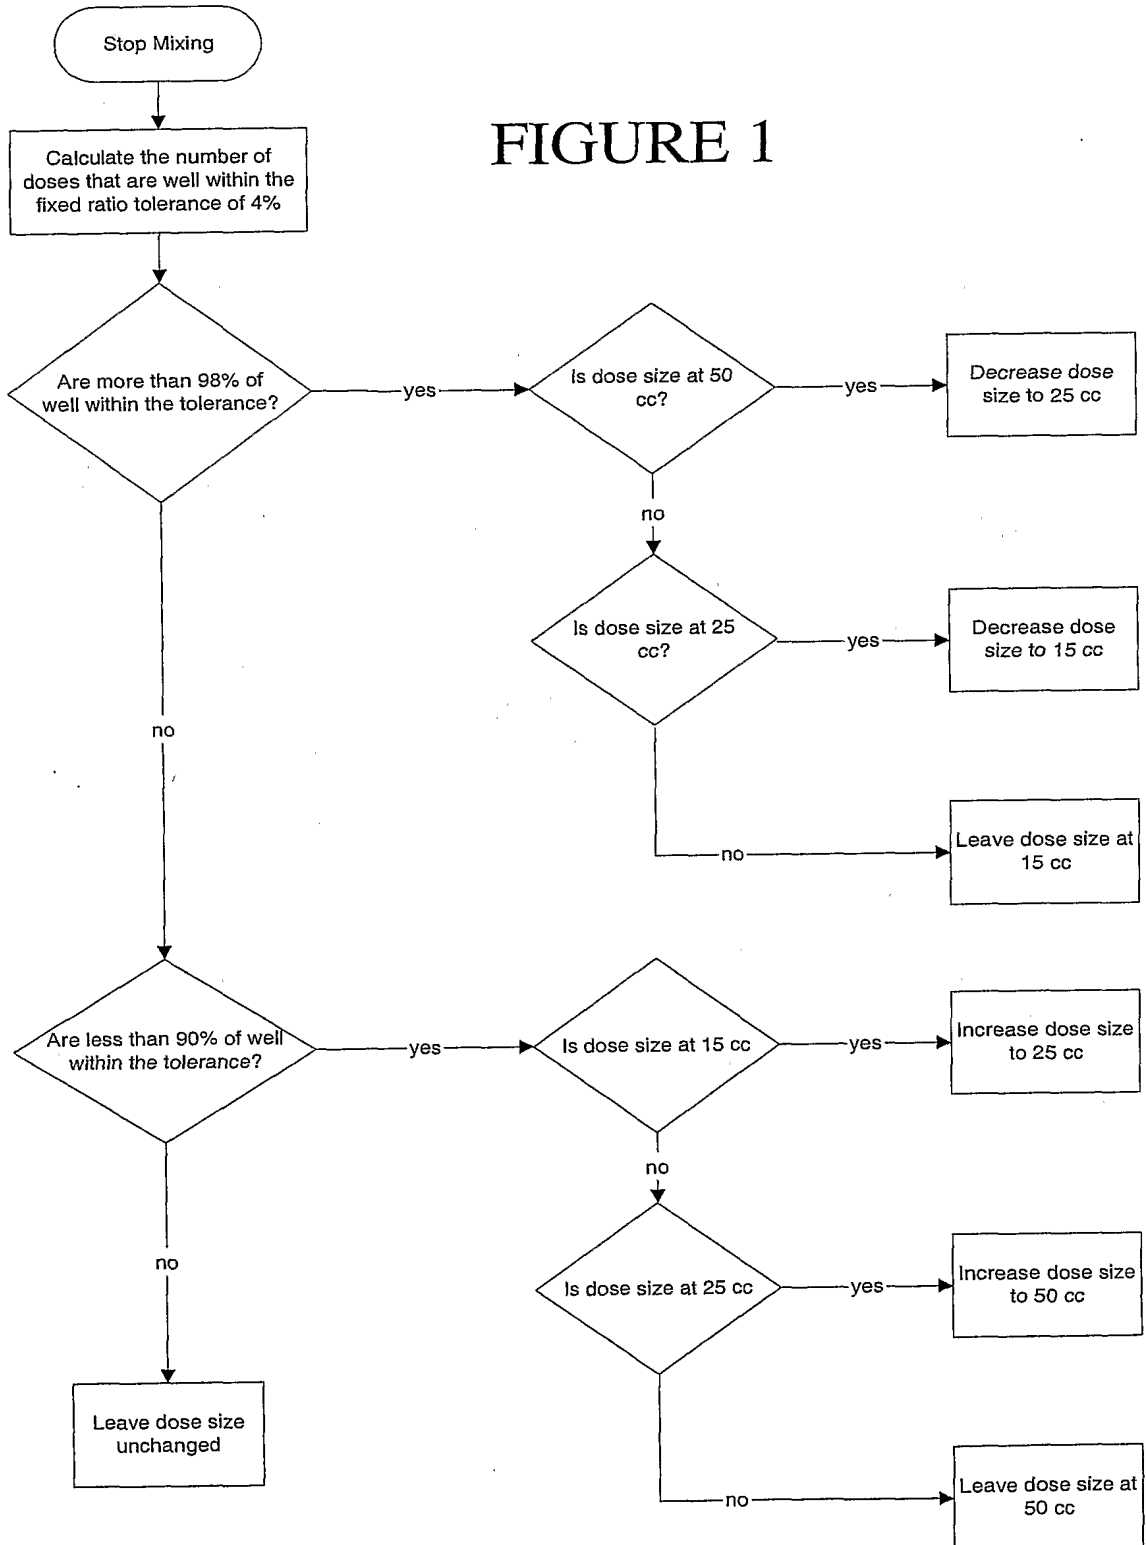 Stop Mixing
FIGURE 1
Calculate the number of
doses that are well within the
fixed ratio tolerance of 4%
Are more than 98% of
well within the tolerance?
yes
Is dose size at 50
cc?
yes
Decrease dose
size to 25 cc
no
Is dose size at 25
cc?
yes
Decrease dose
size to 15 cc
no
no
Leave dose size at
15 cc
Are less than 90% of well
within the tolerance?
yes
Is dose size at 15 cc
yes
Increase dose size
to 25 cc
no
no
Is dose size at 25 cc
yes
Increase dose size
to 50 cc
Leave dose size
unchanged
no
Leave dose size at
50 cc